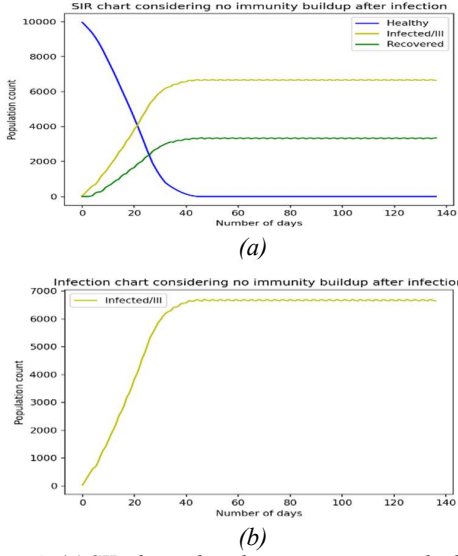 SIR chart considering no immunity buildup after infection
10000
8000
6000
4000
2000
0
Population count
Healthy
Infected/Ill
Recovered
0 20 40 60 80 100 120 140
Number of days
(a)
Infection chart considering no immunity buildup after infection
7000
6000
5000
4000
3000
2000
1000
0
Population count
Infected/Ill
0 20 40 60 80 100 120 140
Number of days
(b)